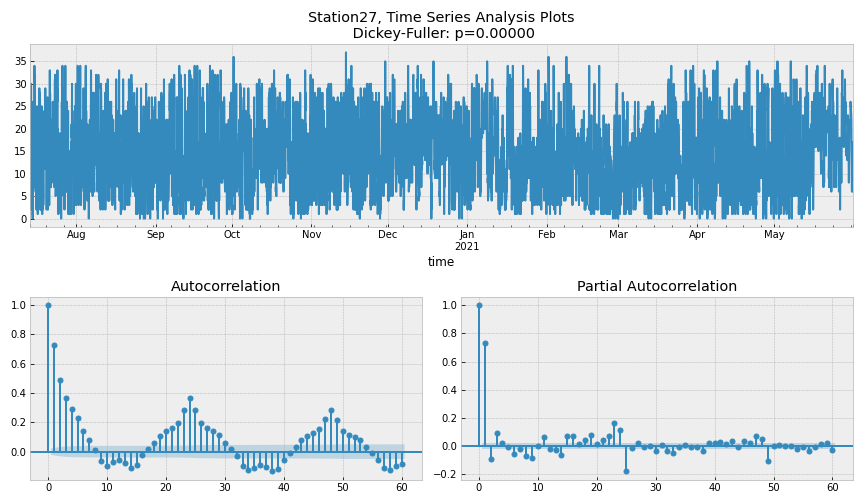 Station27, Time Series Analysis Plots
Dickey-Fuller: p=0.00000
35
30
25
20
15
10
5
0
Aug Sep Oct Nov Dec Jan Feb Mar Apr May
2021
time
Autocorrelation
1.0
0.8
0.6
0.4
0.2
0.0
0 10 20 30 40 50 60
Partial Autocorrelation
1.0
0.8
0.6
0.4
0.2
0.0
−0.2
0 10 20 30 40 50 60